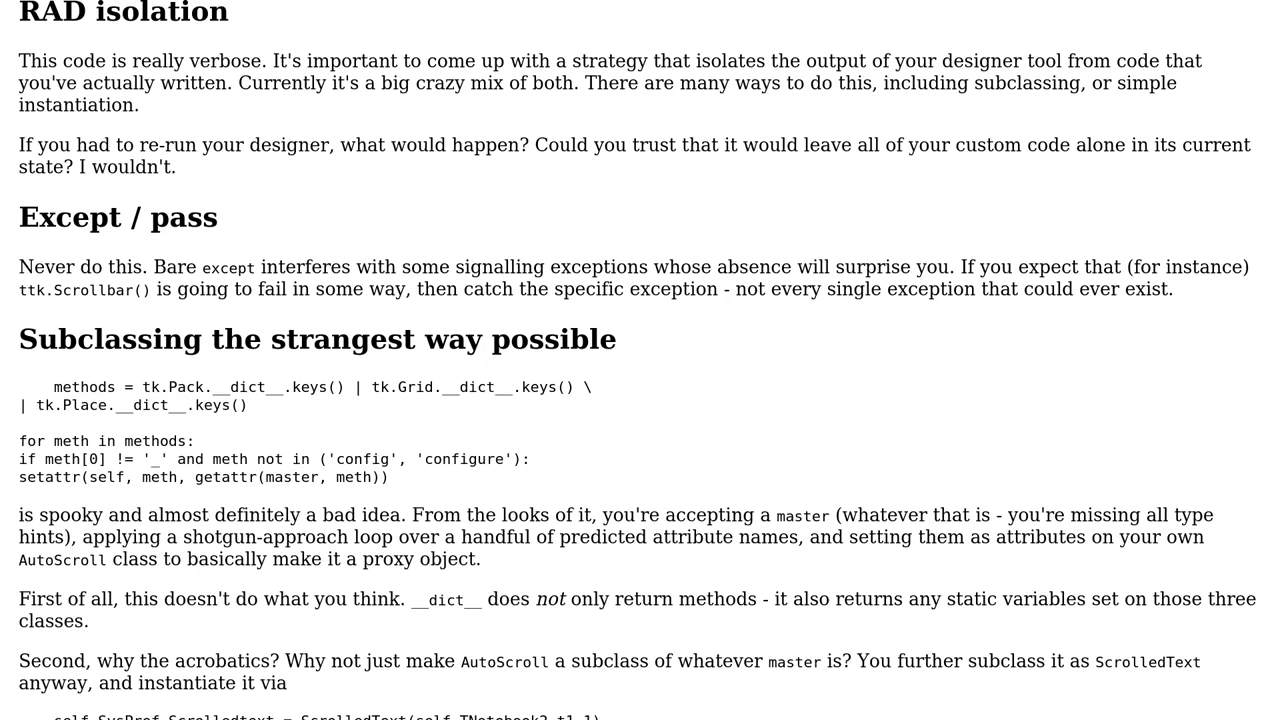 RAD isolation
This code is really verbose. It's important to come up with a strategy that isolates the output of your designer tool from code that
you've actually written. Currently it's a big crazy mix of both. There are many ways to do this, including subclassing, or simple
instantiation.
If you had to re-run your designer, what would happen? Could you trust that it would leave all of your custom code alone in its current
state? I wouldn't.
Except / pass
Never do this. Bare except interferes with some signalling exceptions whose absence will surprise you. If you expect that (for instance)
ttk.Scrollbar() is going to fail in some way, then catch the specific exception - not every single exception that could ever exist.
Subclassing the strangest way possible
methods = tk.Pack.__dict__.keys() | tk.Grid.__dict__.keys() \
| tk.Place.__dict__.keys()
for meth in methods:
if meth[0] != '_' and meth not in ('config', 'configure'):
setattr(self, meth, getattr(master, meth))
is spooky and almost definitely a bad idea. From the looks of it, you're accepting a master (whatever that is - you're missing all type
hints), applying a shotgun-approach loop over a handful of predicted attribute names, and setting them as attributes on your own
AutoScroll class to basically make it a proxy object.
First of all, this doesn't do what you think. __dict__ does not only return methods - it also returns any static variables set on those three
classes.
Second, why the acrobatics? Why not just make AutoScroll a subclass of whatever master is? You further subclass it as ScrolledText
anyway, and instantiate it via
self.SysPref_Scrolledtext = ScrolledText(self.TNotebook2_t1_1)